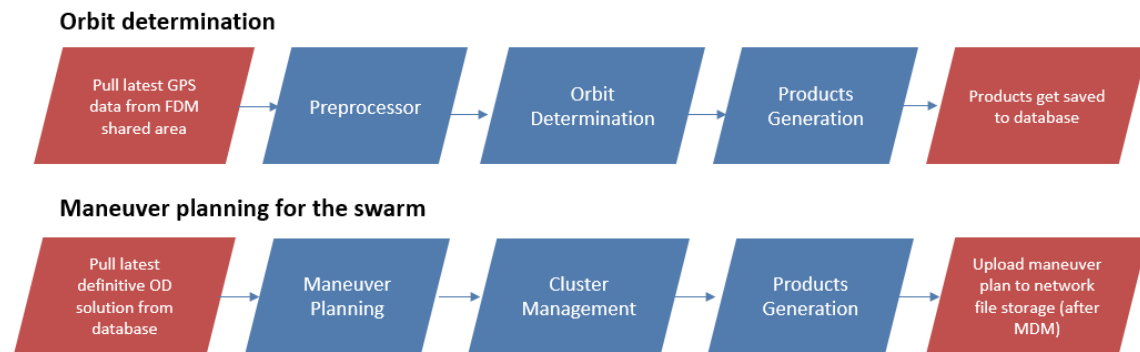 Orbit determination
Pull latest GPS
data from FDM
shared area
Preprocessor
Orbit
Determination
Products
Generation
Products get saved
to database
Maneuver planning for the swarm
Pull latest
definitive OD
solution from
database
Maneuver
Planning
Cluster
Management
Products
Generation
Upload maneuver
plan to network
file storage (after
MDM)